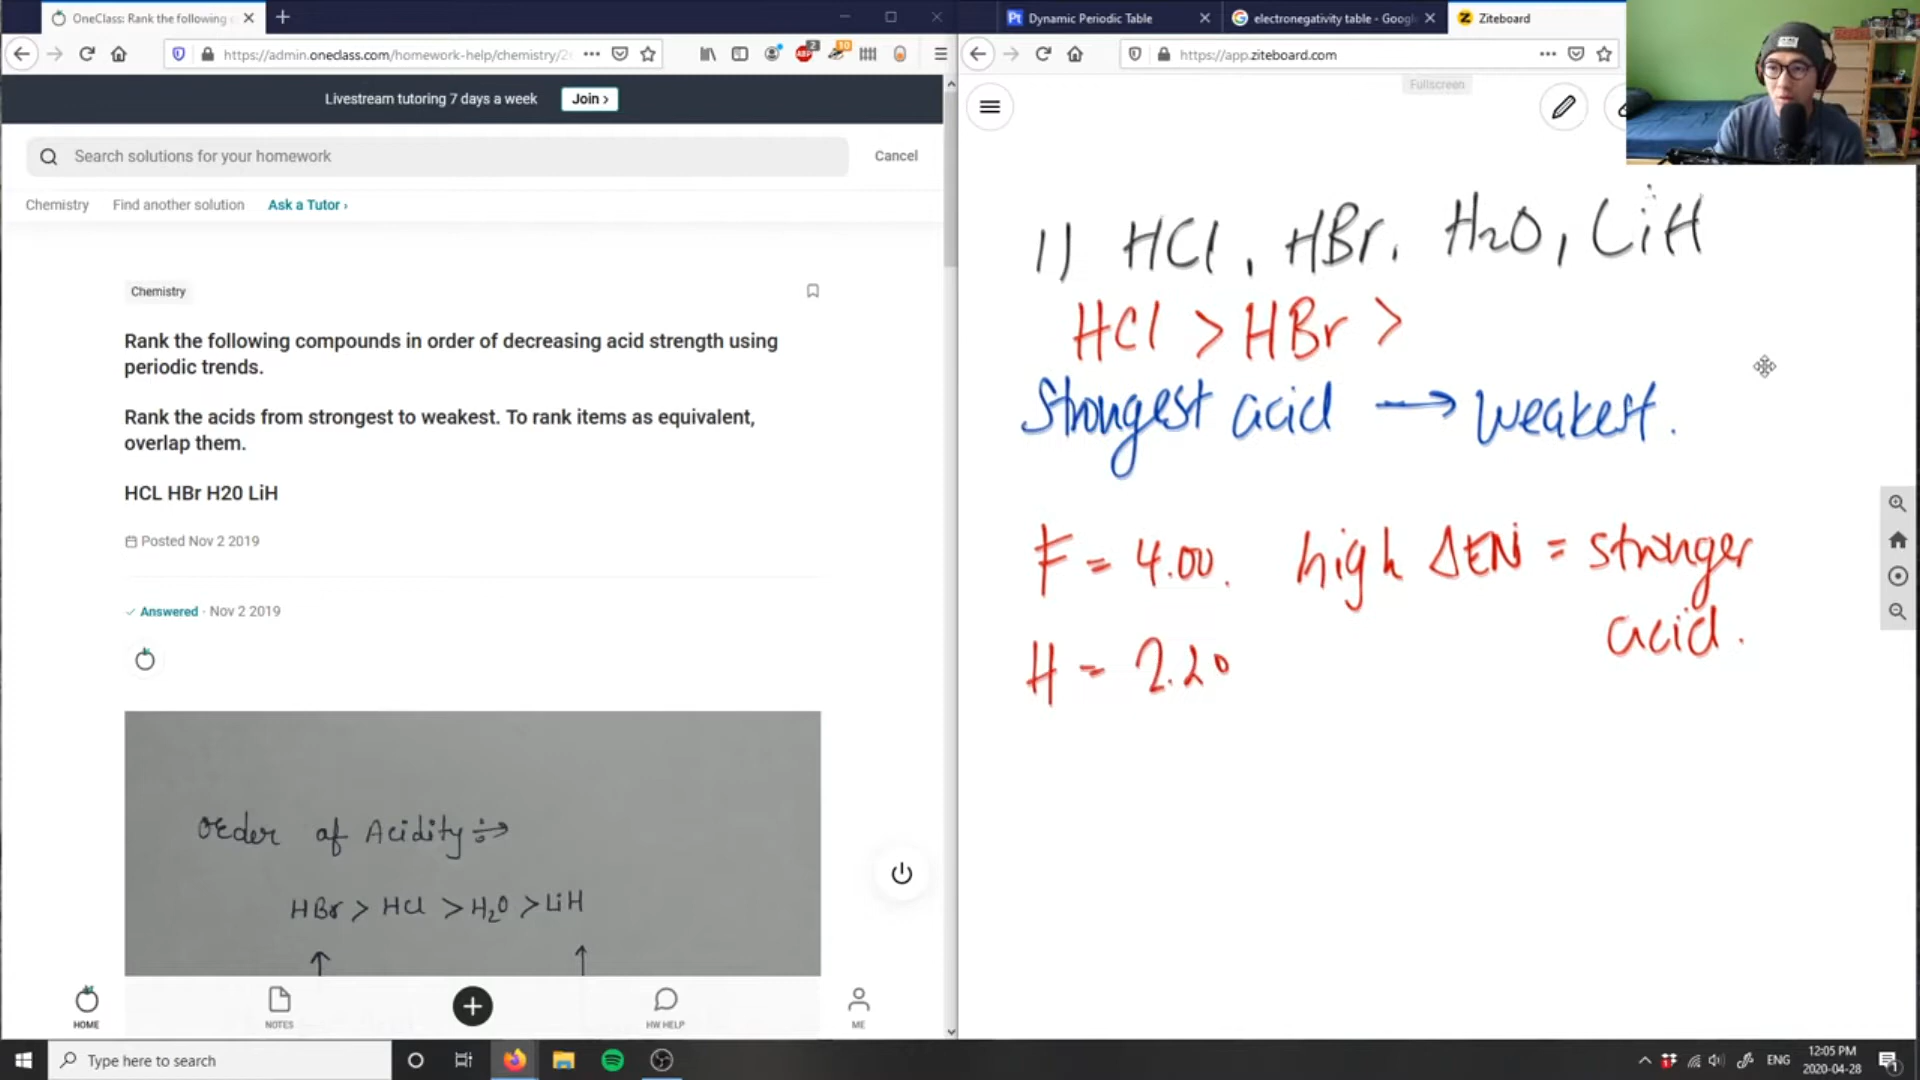 OneClass: Rank the following
https://admin.oneclass.com/homework-help/chemistry/2
2
10
Livestream tutoring 7 days a week
Join ›
Search solutions for your homework
Cancel
Chemistry
Find another solution
Ask a Tutor ›
Chemistry
Rank the following compounds in order of decreasing acid strength using
periodic trends.
Rank the acids from strongest to weakest. To rank items as equivalent,
overlap them.
HCL HBr H20 LiH
Posted Nov 2 2019
Answered · Nov 2 2019
Order of Acidity
HBr > HCl > H2O > LiH
HOME
NOTES
HW HELP
ME
Pt Dynamic Periodic Table
electronegativity table - Googl
Ziteboard
https://app.ziteboard.com
Fullscreen
1) HCl, HBr, H2O, LiH
HCl > HBr >
Strongest acid → weakest.
F = 4.00. high ΔEN = stronger
acid.
H = 2.20
Type here to search
ENG
12:05 PM
2020-04-28
1